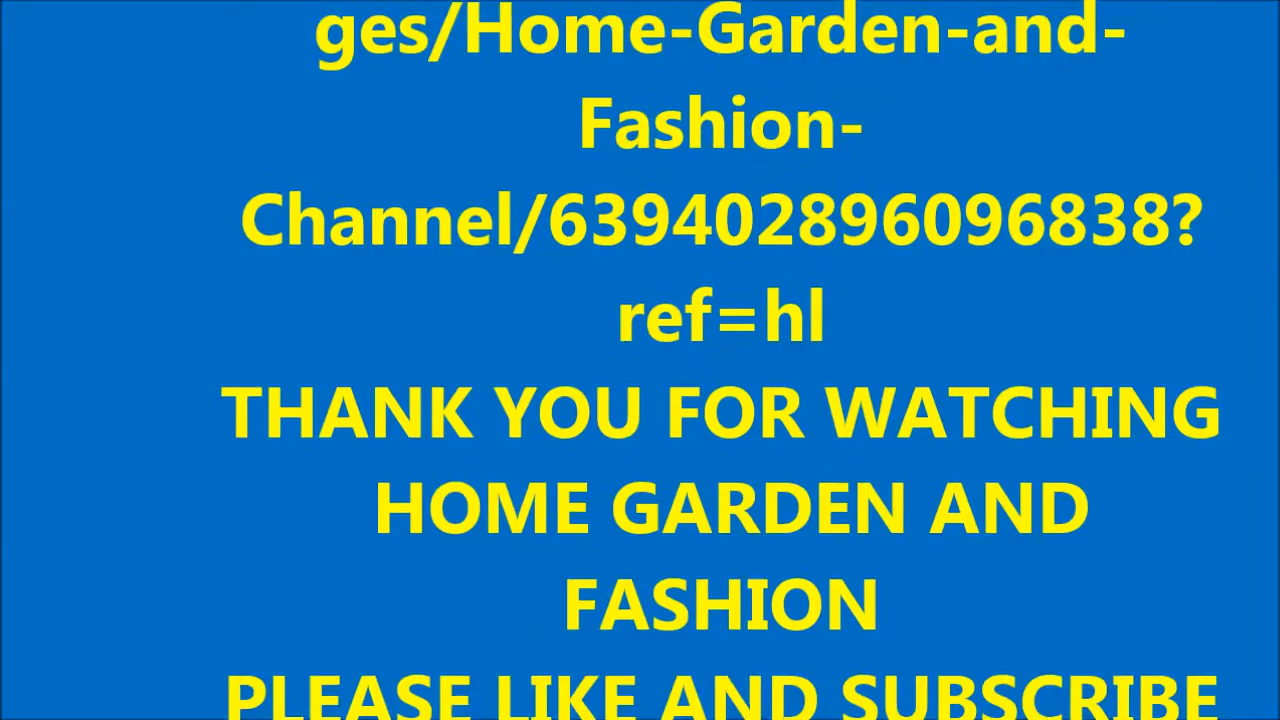 ges/Home-Garden-and-
Fashion-
Channel/639402896096838?
ref=hl
THANK YOU FOR WATCHING
HOME GARDEN AND
FASHION
PLEASE LIKE AND SUBSCRIBE